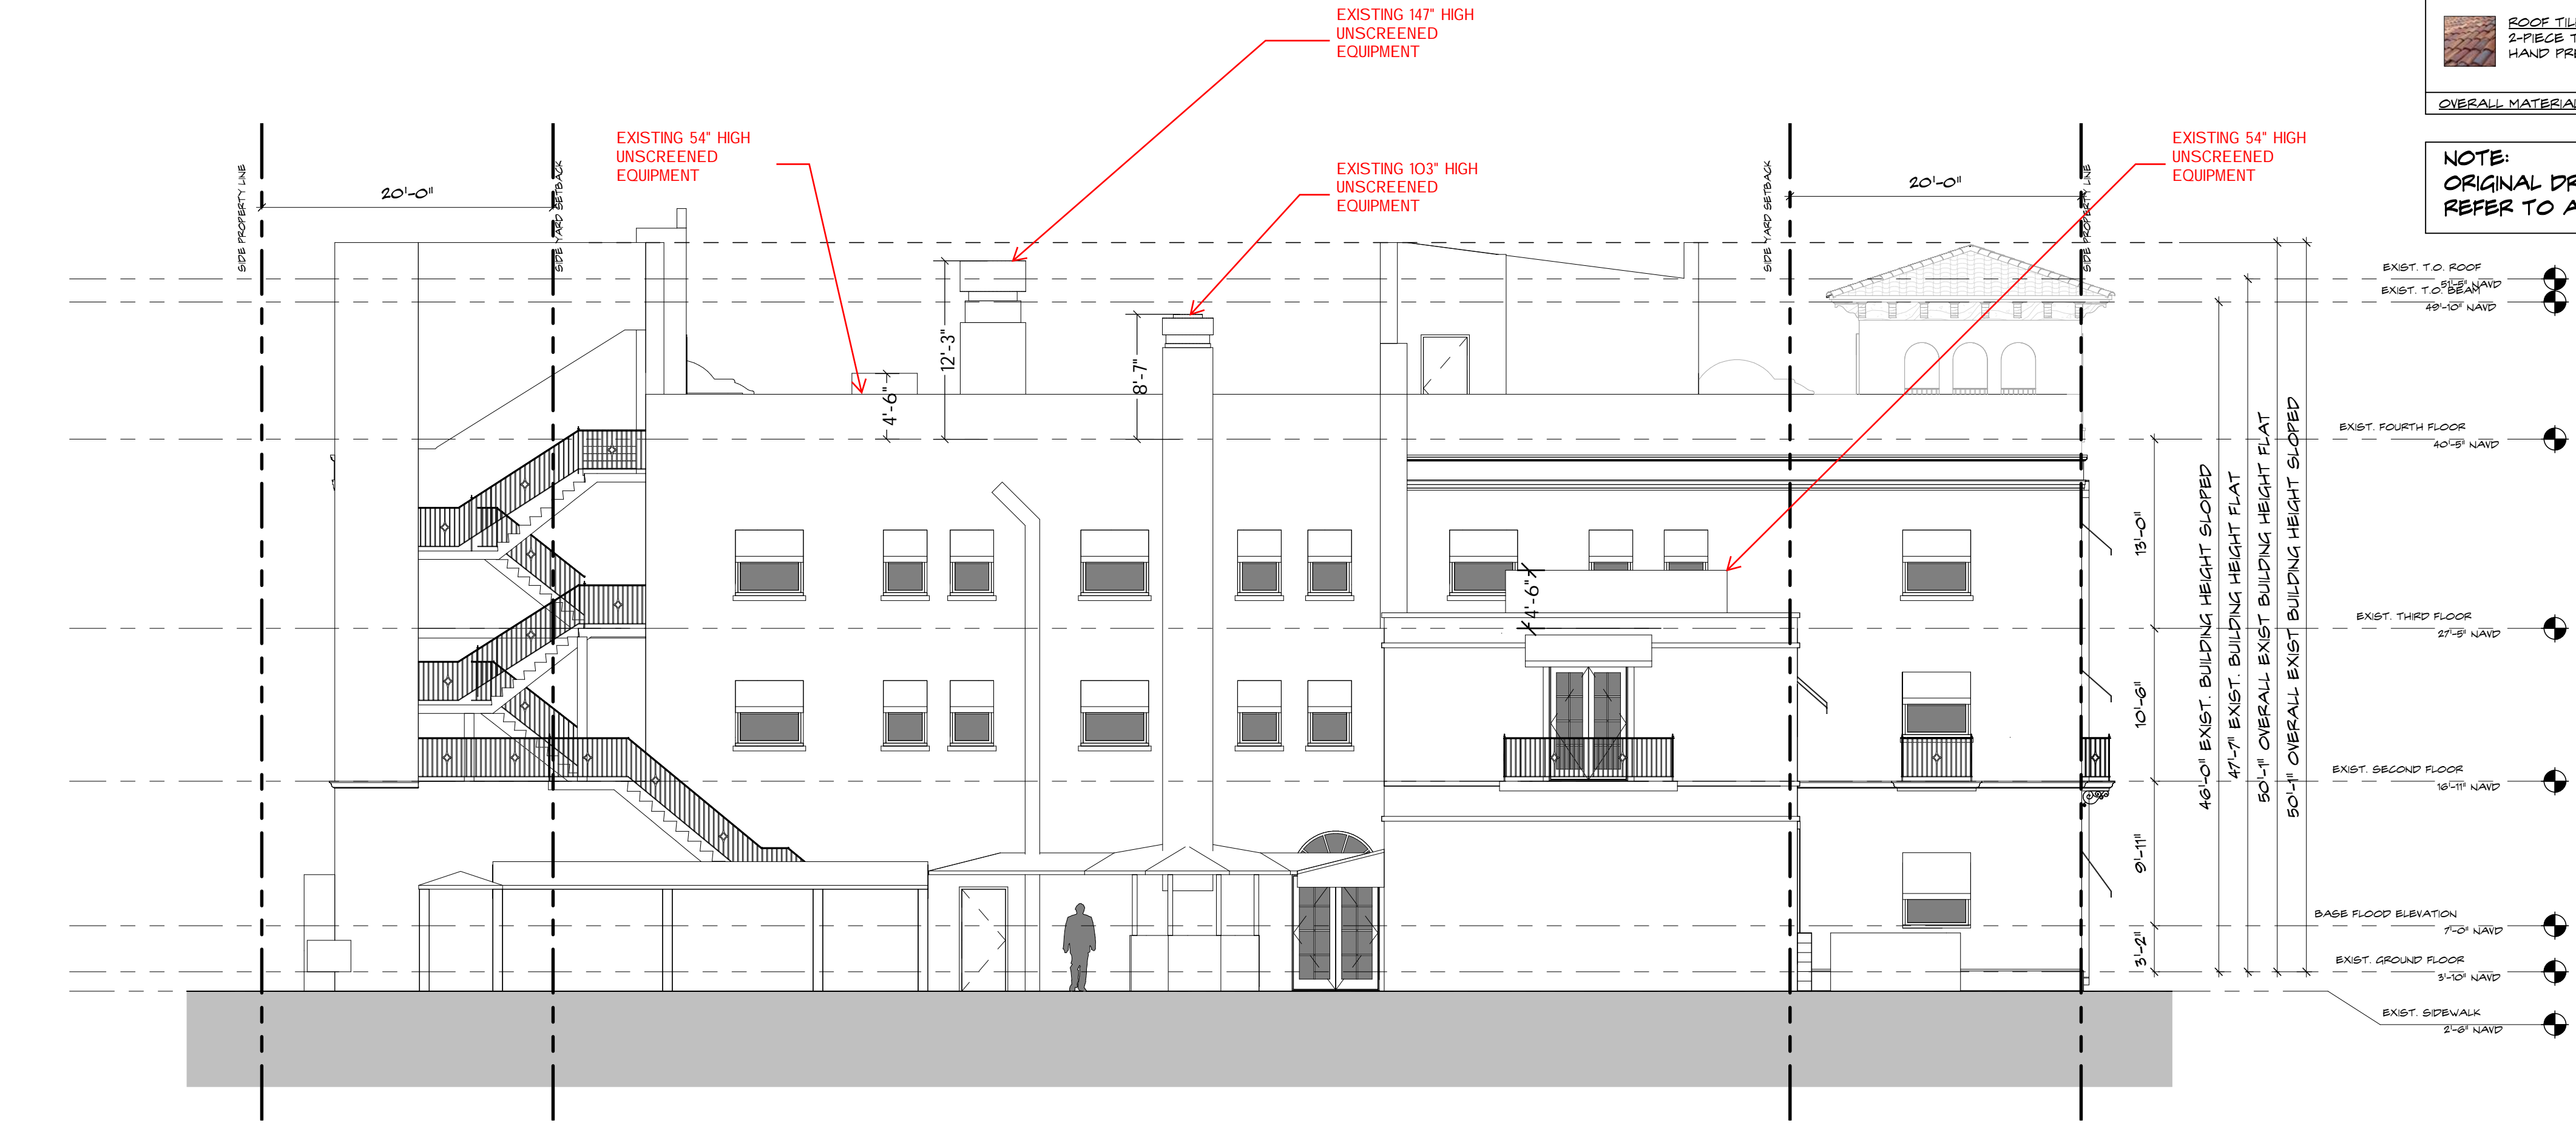 EXISTING 147" HIGH
UNSCREENED
EQUIPMENT
ROOF TIL
2-PIECE T
HAND PRE
OVERALL MATERIAL
EXISTING 54" HIGH
UNSCREENED
EQUIPMENT
EXISTING 103" HIGH
UNSCREENED
EQUIPMENT
EXISTING 54" HIGH
UNSCREENED
EQUIPMENT
NOTE:
ORIGINAL DR
REFER TO A
SIDE PROPERTY LINE
20'-0"
SIDE YARD SETBACK
SIDE YARD SETBACK
20'-0"
SIDE PROPERTY LINE
EXIST. T.O. ROOF
51'-5" NAVD
EXIST. T.O. BEAM
49'-10" NAVD
12'-3"
8'-7"
4'-6"
EXIST. FOURTH FLOOR
40'-5" NAVD
13'-0"
4'-6"
EXIST. THIRD FLOOR
27'-5" NAVD
10'-6"
46'-0" EXIST. BUILDING HEIGHT SLOPED
47'-7" EXIST. BUILDING HEIGHT FLAT
50'-1" OVERALL EXIST BUILDING HEIGHT FLAT
50'-1" OVERALL EXIST BUILDING HEIGHT SLOPED
EXIST. SECOND FLOOR
16'-11" NAVD
9'-11"
BASE FLOOD ELEVATION
7'-0" NAVD
3'-2"
EXIST. GROUND FLOOR
3'-10" NAVD
EXIST. SIDEWALK
2'-6" NAVD